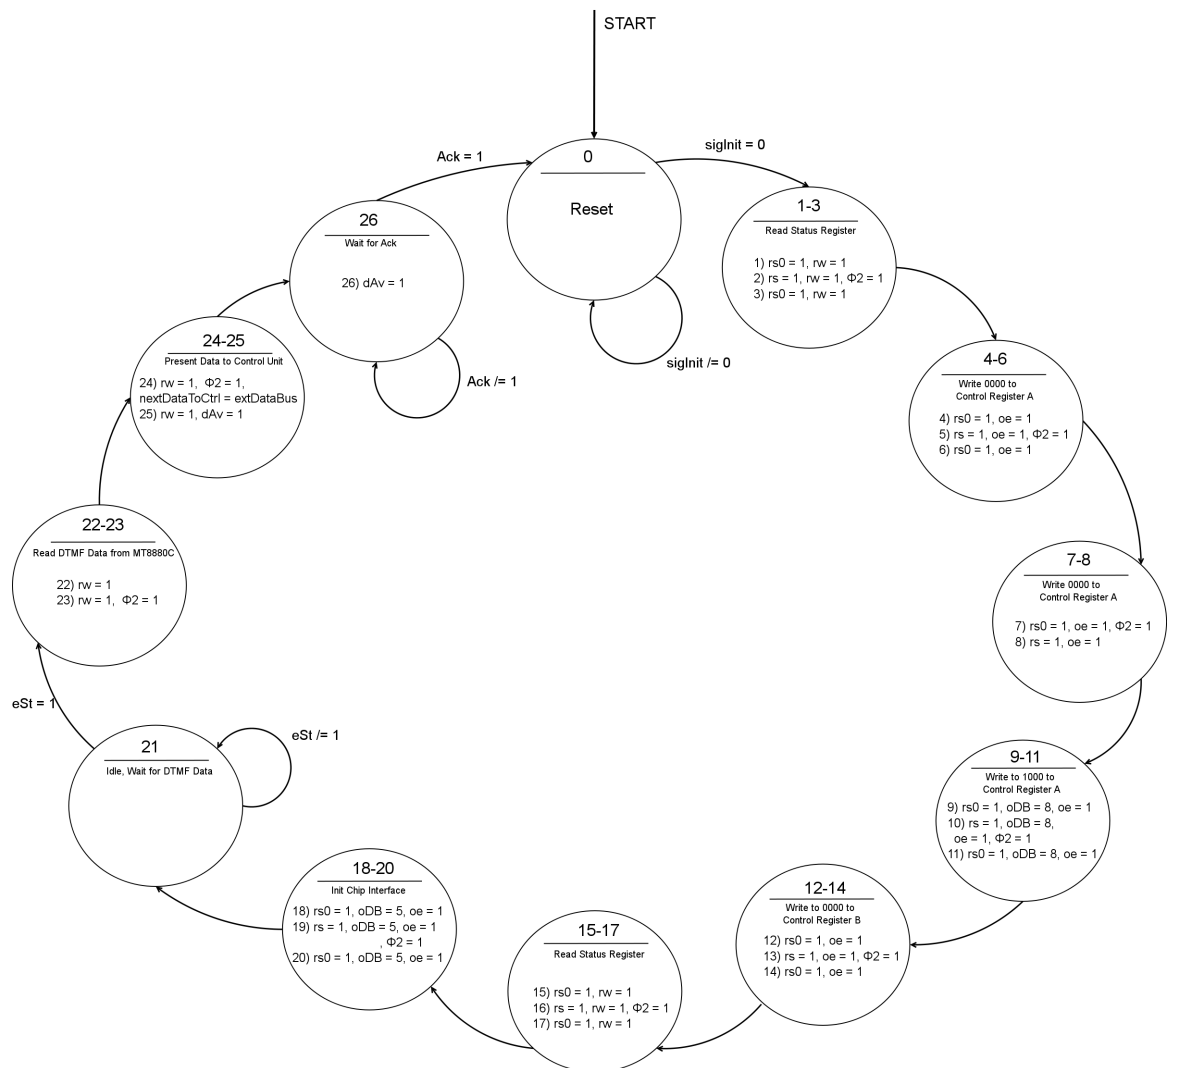 START
0
Reset
sigInit = 0
sigInit /= 0
1-3
Read Status Register
1) rs0 = 1, rw = 1
2) rs = 1, rw = 1, Φ2 = 1
3) rs0 = 1, rw = 1
4-6
Write 0000 to
Control Register A
4) rs0 = 1, oe = 1
5) rs = 1, oe = 1, Φ2 = 1
6) rs0 = 1, oe = 1
7-8
Write 0000 to
Control Register A
7) rs0 = 1, oe = 1, Φ2 = 1
8) rs = 1, oe = 1
9-11
Write to 1000 to
Control Register A
9) rs0 = 1, oDB = 8, oe = 1
10) rs = 1, oDB = 8,
oe = 1, Φ2 = 1
11) rs0 = 1, oDB = 8, oe = 1
12-14
Write to 0000 to
Control Register B
12) rs0 = 1, oe = 1
13) rs = 1, oe = 1, Φ2 = 1
14) rs0 = 1, oe = 1
15-17
Read Status Register
15) rs0 = 1, rw = 1
16) rs = 1, rw = 1, Φ2 = 1
17) rs0 = 1, rw = 1
18-20
Init Chip Interface
18) rs0 = 1, oDB = 5, oe = 1
19) rs = 1, oDB = 5, oe = 1
, Φ2 = 1
20) rs0 = 1, oDB = 5, oe = 1
21
Idle, Wait for DTMF Data
eSt /= 1
eSt = 1
22-23
Read DTMF Data from MT8880C
22) rw = 1
23) rw = 1, Φ2 = 1
24-25
Present Data to Control Unit
24) rw = 1, Φ2 = 1,
nextDataToCtrl = extDataBus
25) rw = 1, dAv = 1
26
Wait for Ack
26) dAv = 1
Ack /= 1
Ack = 1